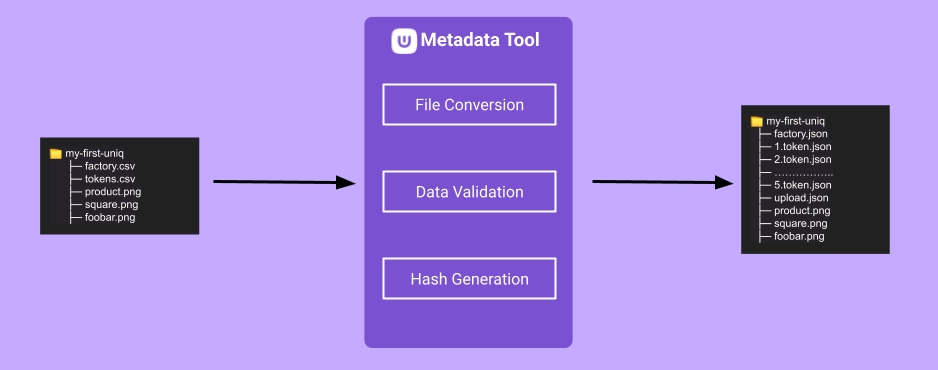 Metadata Tool
my-first-uniq
factory.csv
tokens.csv
product.png
square.png
foobar.png
File Conversion
Data Validation
Hash Generation
my-first-uniq
factory.json
1.token.json
2.token.json
.................
5.token.json
upload.json
product.png
square.png
foobar.png